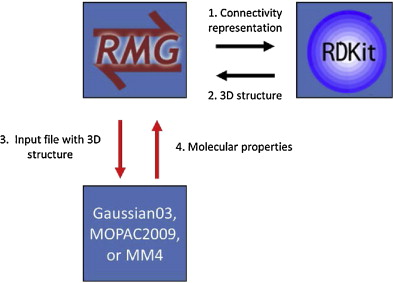 RMG
1. Connectivity
representation
RDKit
2. 3D structure
3. Input file with 3D
structure
4. Molecular properties
Gaussian03,
MOPAC2009,
or MM4